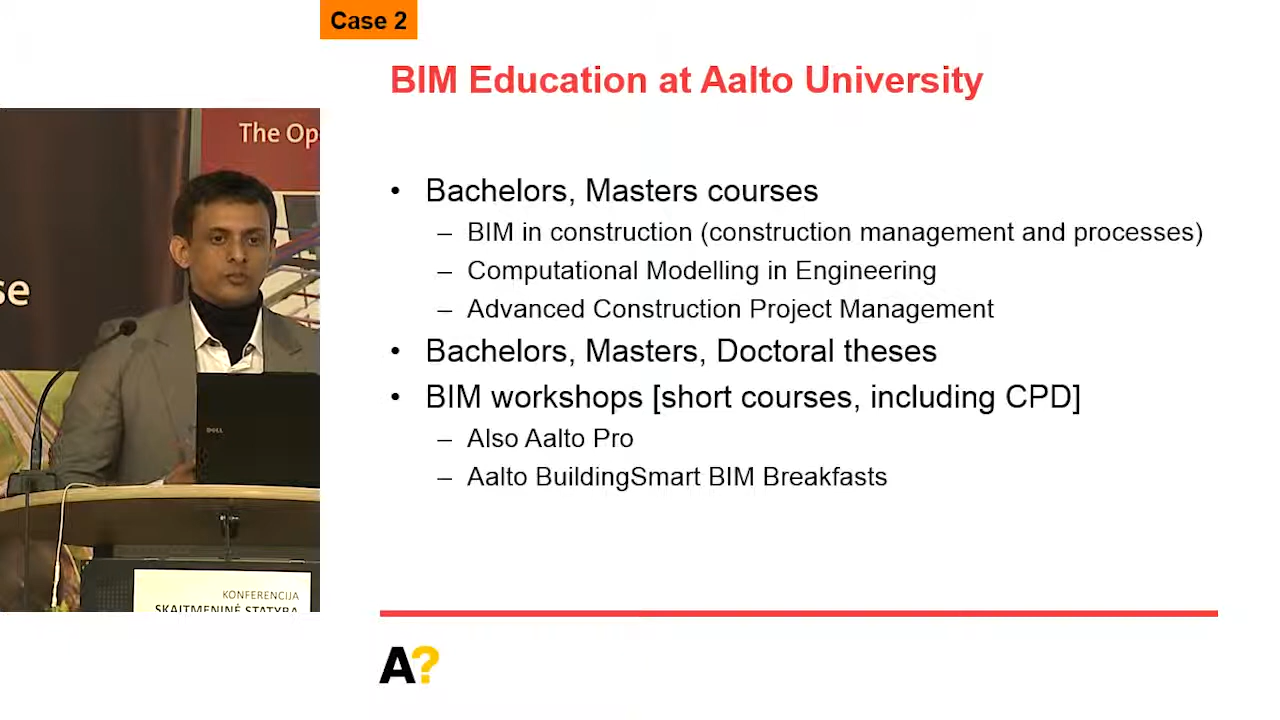 Case 2
BIM Education at Aalto University
The Op
se
• Bachelors, Masters courses
– BIM in construction (construction management and processes)
– Computational Modelling in Engineering
– Advanced Construction Project Management
• Bachelors, Masters, Doctoral theses
• BIM workshops [short courses, including CPD]
– Also Aalto Pro
– Aalto BuildingSmart BIM Breakfasts
DELL
KONFERENCIJA
SKAITMENINĖ STATYBA
A?